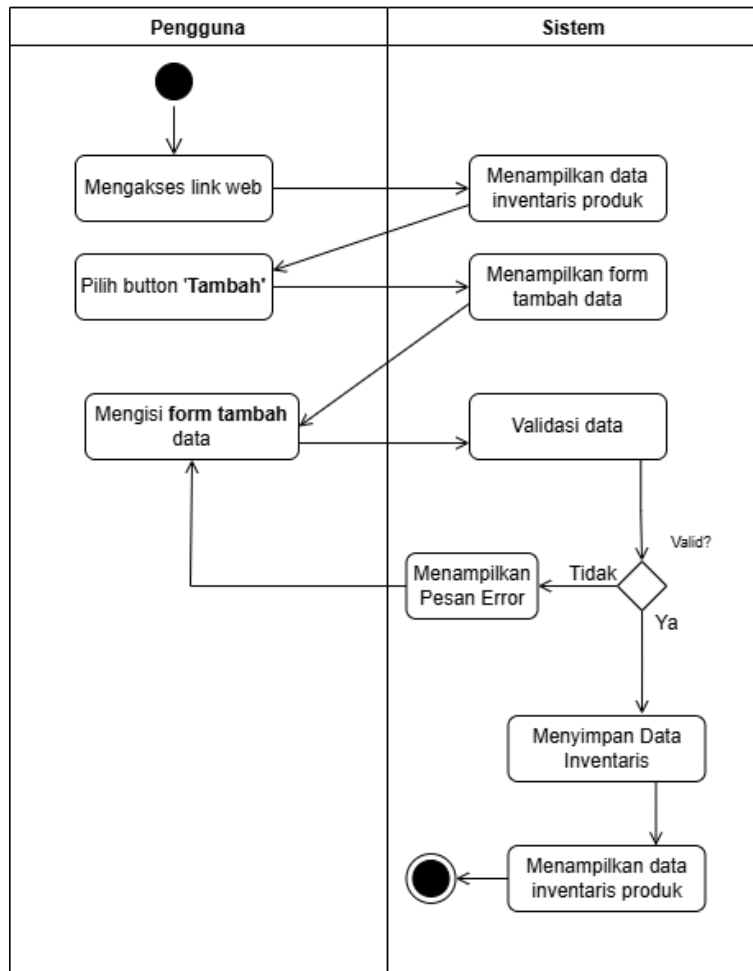 Pengguna
Sistem
Mengakses link web
Menampilkan data
inventaris produk
Pilih button 'Tambah'
Menampilkan form
tambah data
Mengisi form tambah
data
Validasi data
Valid?
Menampilkan
Pesan Error
Tidak
Ya
Menyimpan Data
Inventaris
Menampilkan data
inventaris produk